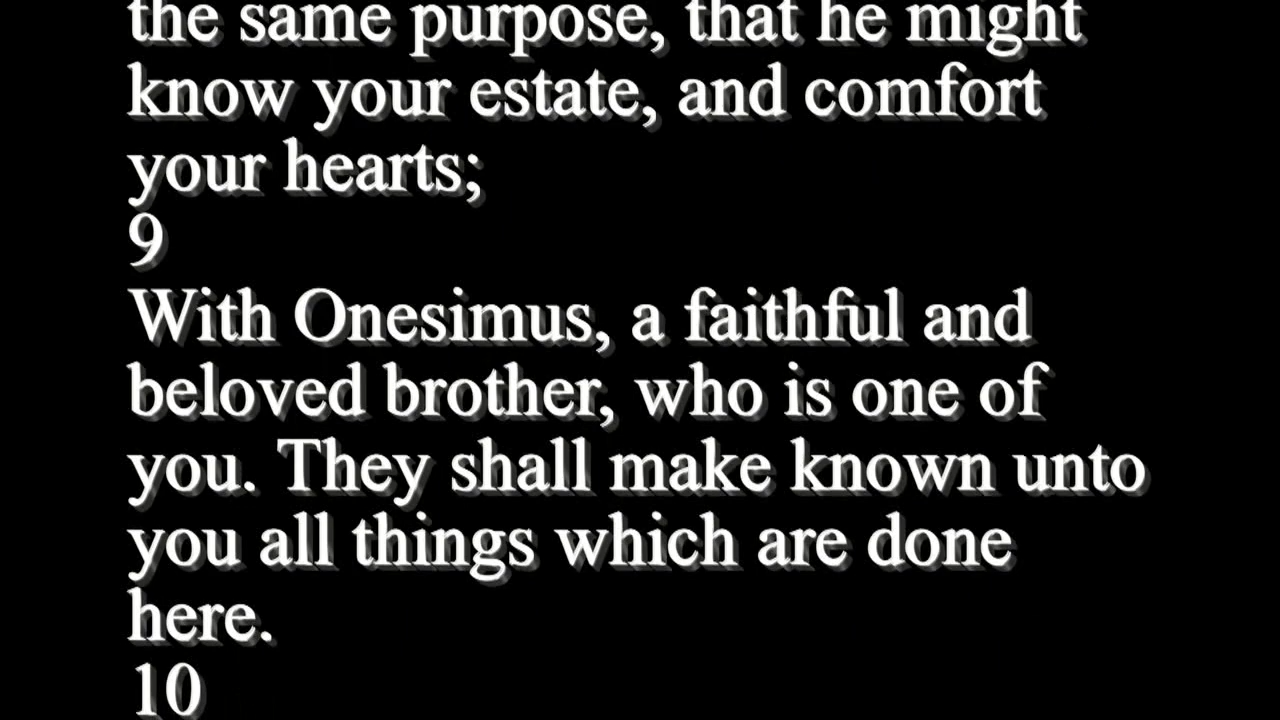 the same purpose, that he might
know your estate, and comfort
your hearts;
9
With Onesimus, a faithful and
beloved brother, who is one of
you. They shall make known unto
you all things which are done
here.
10